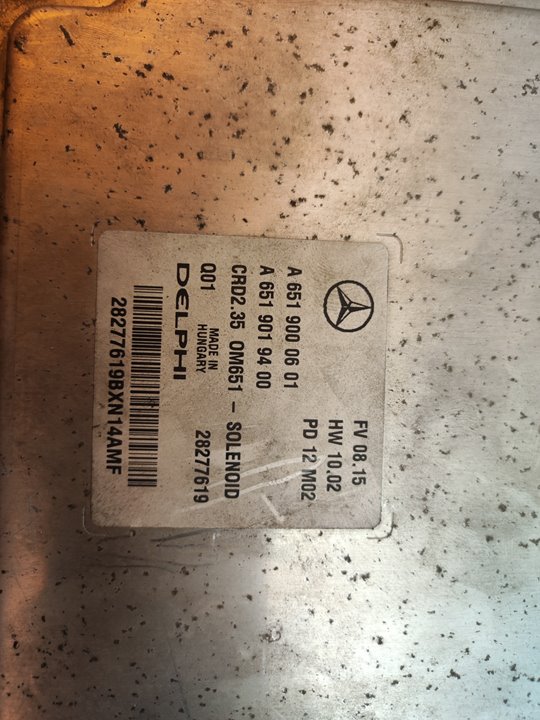 FV 08.15
HW 10.02
PD 12 M02
A 651 900 06 01
A 651 901 94 00
CRD2.35 OM651 - SOLENOID
Q01 MADE IN HUNGARY 28277619
DELPHI
28277619BXN14AMF